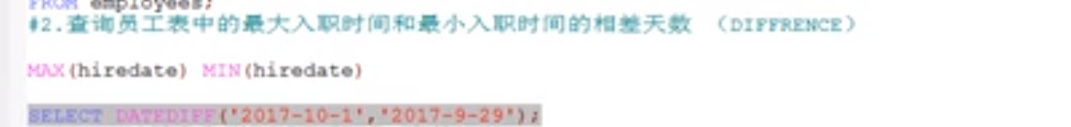 FROM employees;
#2.查询员工表中的最大入职时间和最小入职时间的相差天数 （DIFFRENCE）
MAX(hiredate) MIN(hiredate)
SELECT DATEDIFF('2017-10-1','2017-9-29');